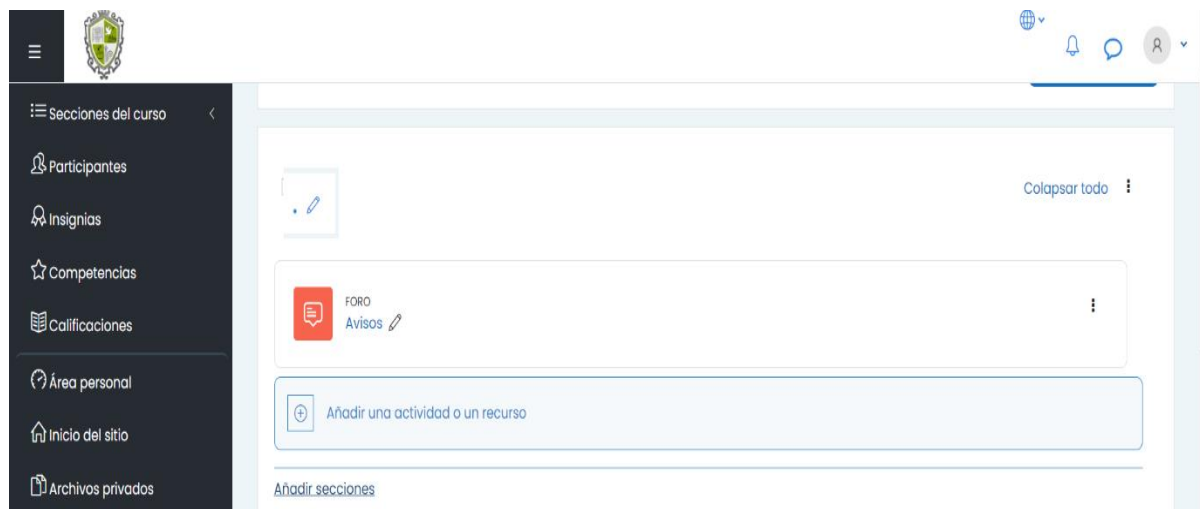 Secciones del curso
Participantes
Insignias
Competencias
Calificaciones
Área personal
Inicio del sitio
Archivos privados
R
Colapsar todo
.
FORO
Avisos
Añadir una actividad o un recurso
Añadir secciones